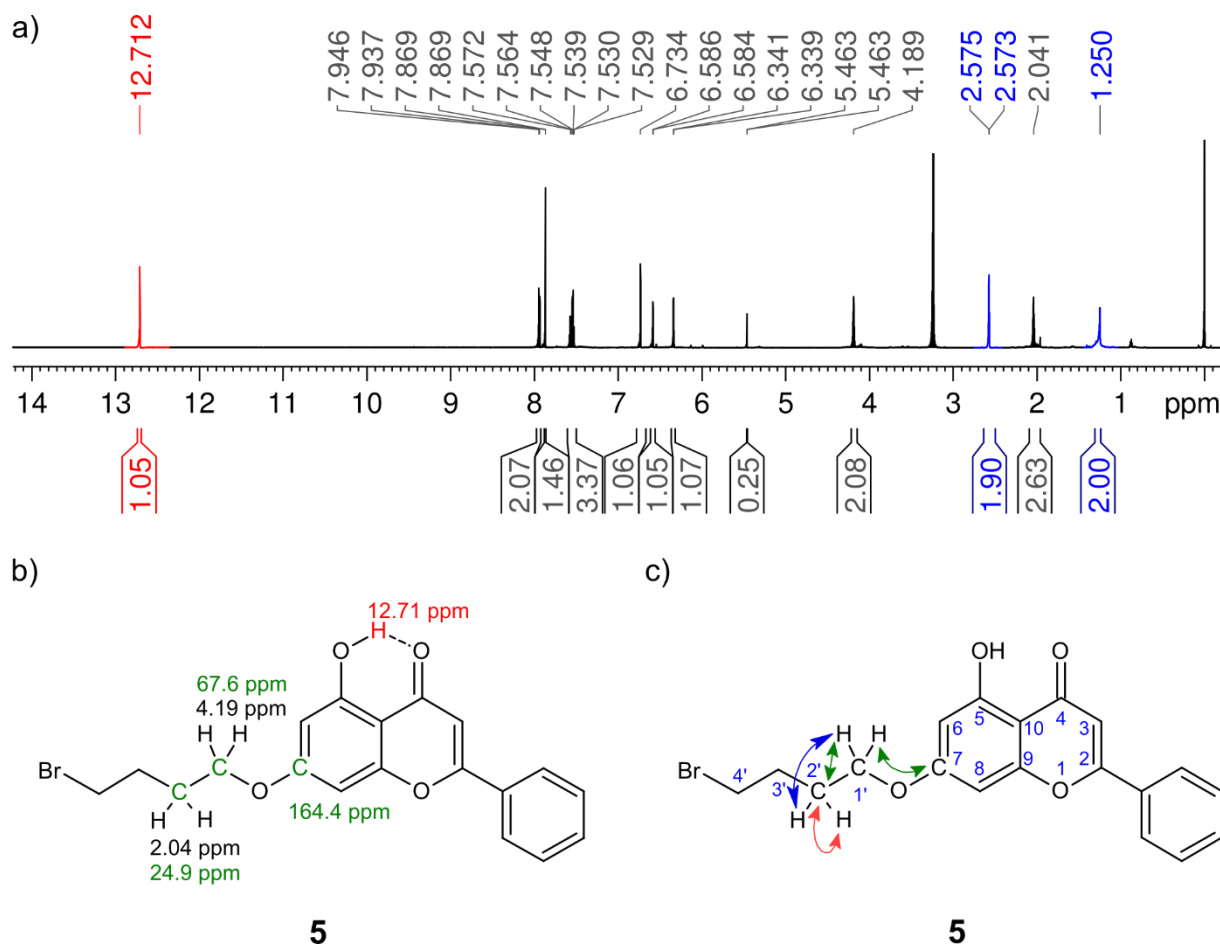 a)
12.712
7.946
7.937
7.869
7.869
7.572
7.564
7.548
7.539
7.530
7.529
6.734
6.586
6.584
6.341
6.339
5.463
5.463
4.189
2.575
2.573
2.041
1.250
14 13 12 11 10 9 8 7 6 5 4 3 2 1 ppm
1.05
2.07
1.46
3.37
1.06
1.05
1.07
0.25
2.08
1.90
2.63
2.00
b)
12.71 ppm
H
O O
67.6 ppm
4.19 ppm
H H
Br C C
C O O
H H 164.4 ppm
2.04 ppm
24.9 ppm
5
c)
OH O
H H 6 5 10 4 3
Br 2' 7 9 2
4' 3' 1' O 8 1
H H O
5